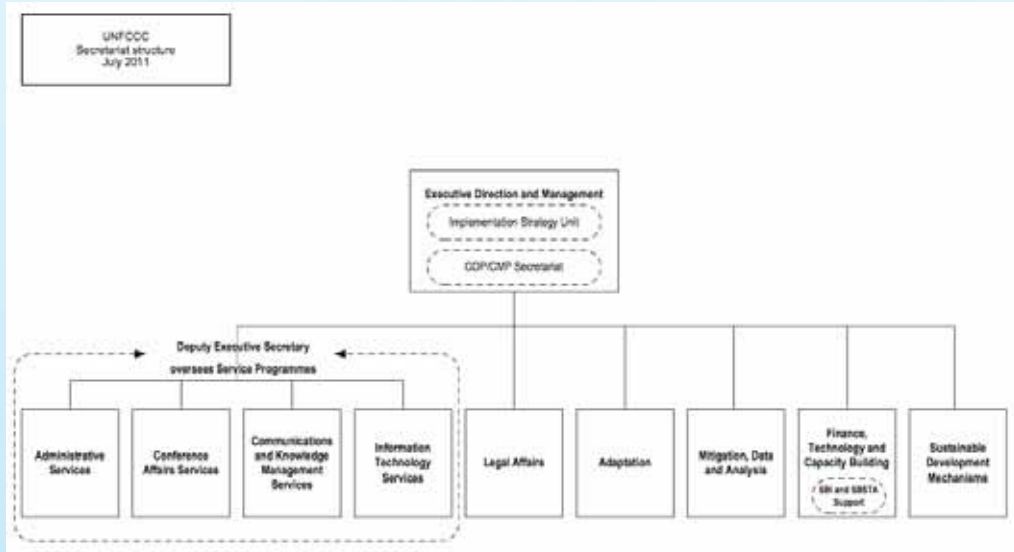 UNFCCC
Secretariat structure
July 2011
Executive Direction and Management
Implementation Strategy Unit
COP/CMP Secretariat
Deputy Executive Secretary
oversees Service Programmes
Administrative
Services
Conference
Affairs Services
Communications
and Knowledge
Management
Services
Information
Technology
Services
Legal Affairs
Adaptation
Mitigation, Data
and Analysis
Finance,
Technology and
Capacity Building
SBI and SBSTA
Support
Sustainable
Development
Mechanisms